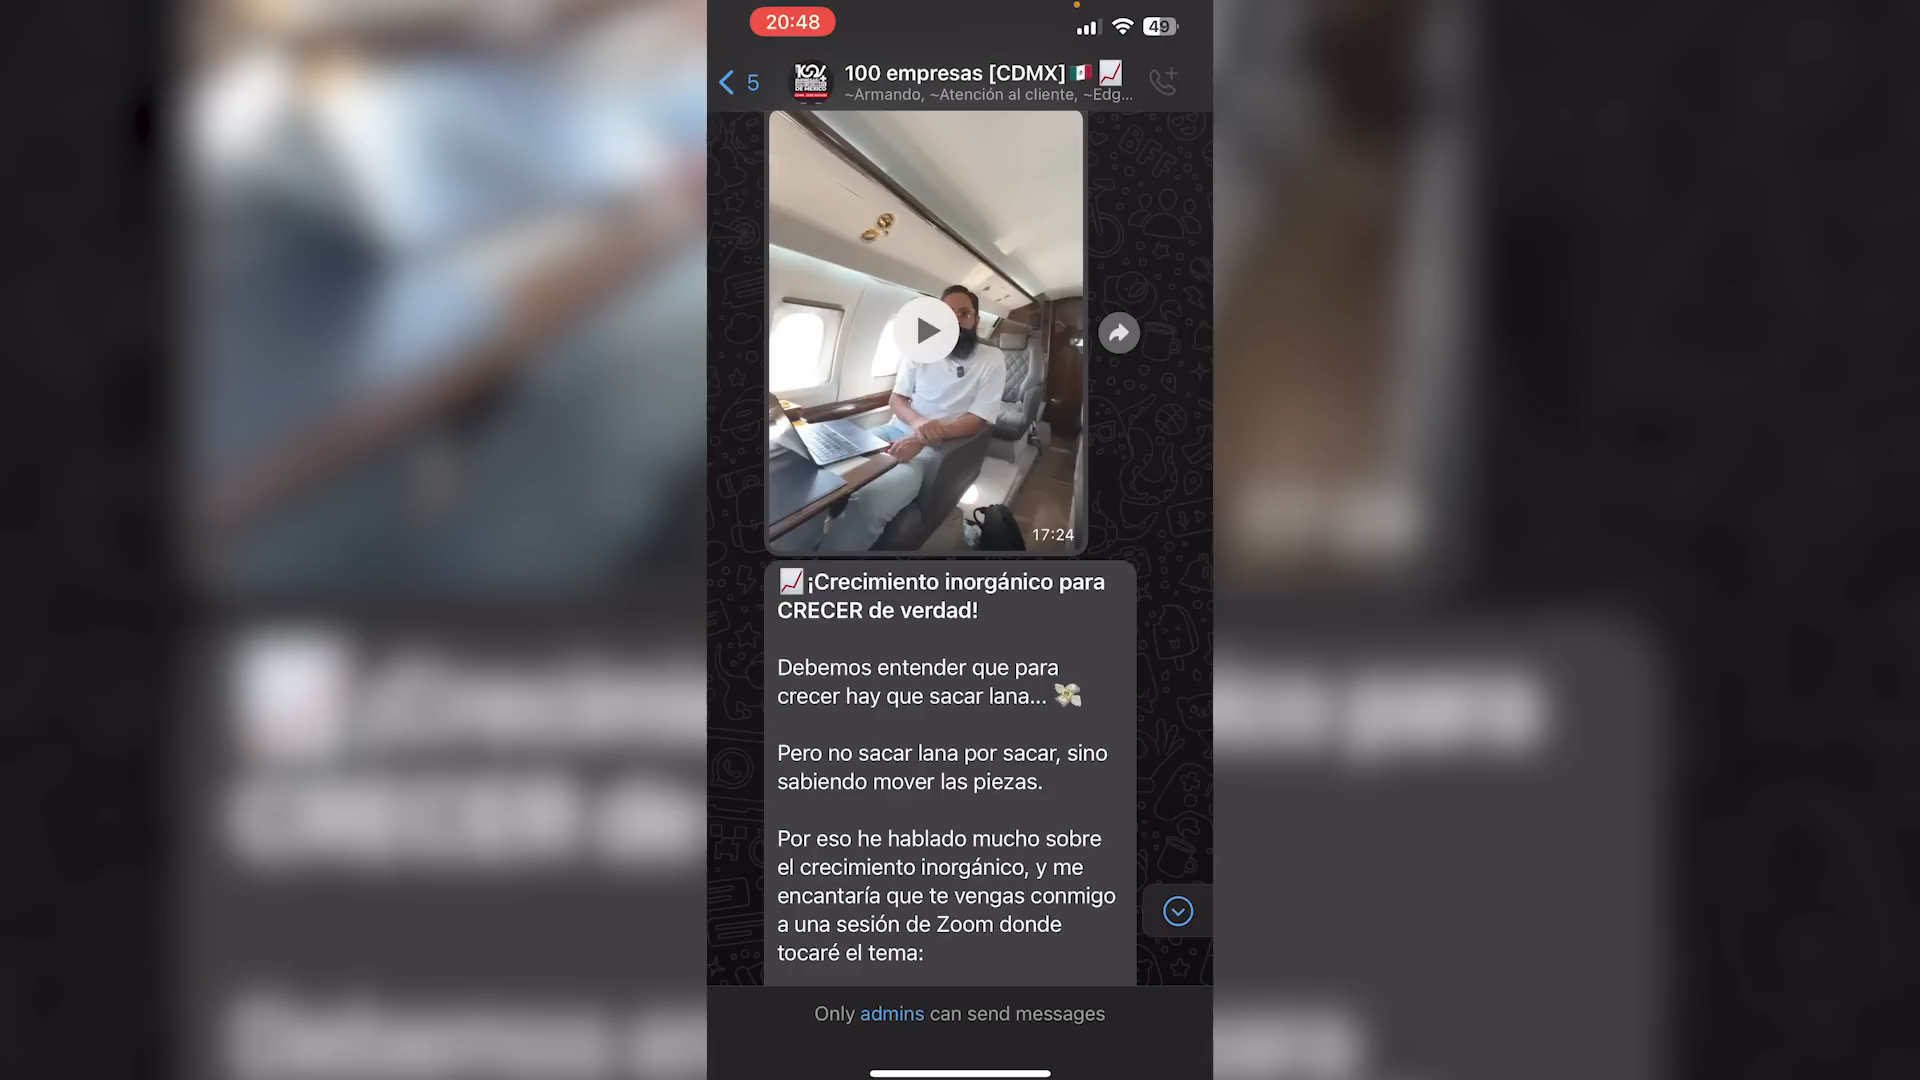 20:48
49
5
100 empresas [CDMX]🇲🇽📈
~Armando, ~Atención al cliente, ~Edg...
DE MÉXICO
17:24
📈¡Crecimiento inorgánico para
CRECER de verdad!
Debemos entender que para
crecer hay que sacar lana... 💸
Pero no sacar lana por sacar, sino
sabiendo mover las piezas.
Por eso he hablado mucho sobre
el crecimiento inorgánico, y me
encantaría que te vengas conmigo
a una sesión de Zoom donde
tocaré el tema:
Only admins can send messages